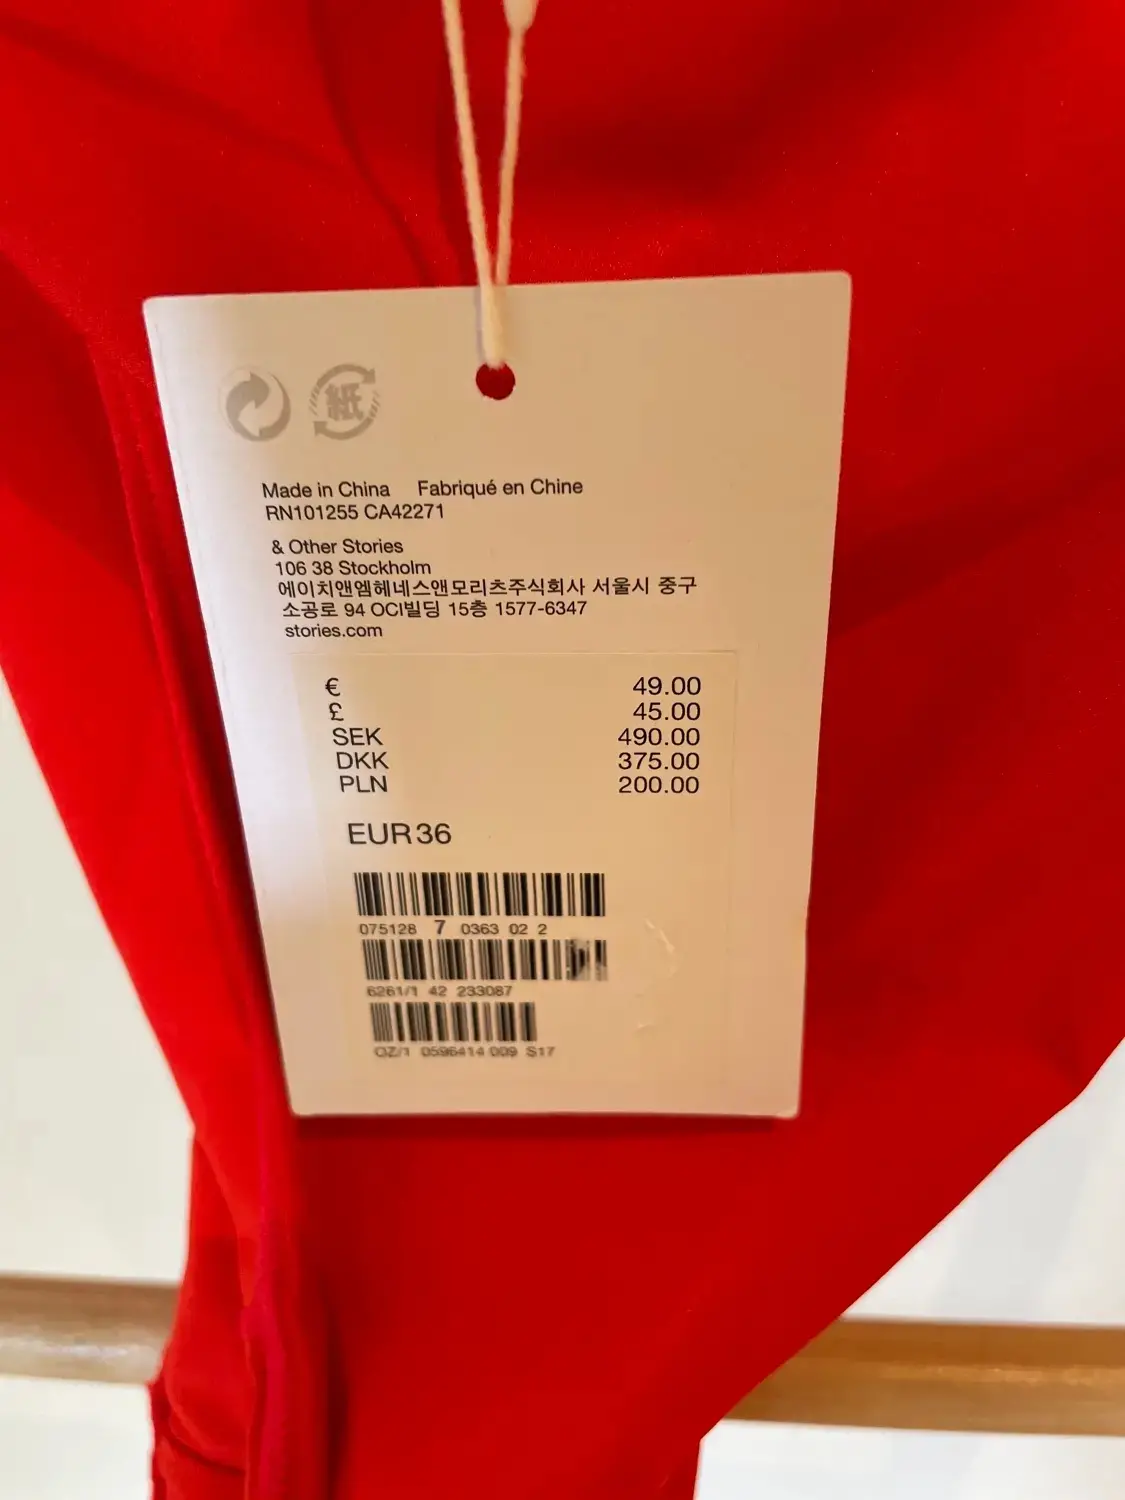 紙
Made in China Fabriqué en Chine
RN101255 CA42271
& Other Stories
106 38 Stockholm
에이치앤엠헤네스앤모리츠주식회사 서울시 중구
소공로 94 OCI빌딩 15층 1577-6347
stories.com
€ 49.00
£ 45.00
SEK 490.00
DKK 375.00
PLN 200.00
EUR36
075128 7 0363 02 2
6261/1 42 233087
OZ/1 0596414 009 S17